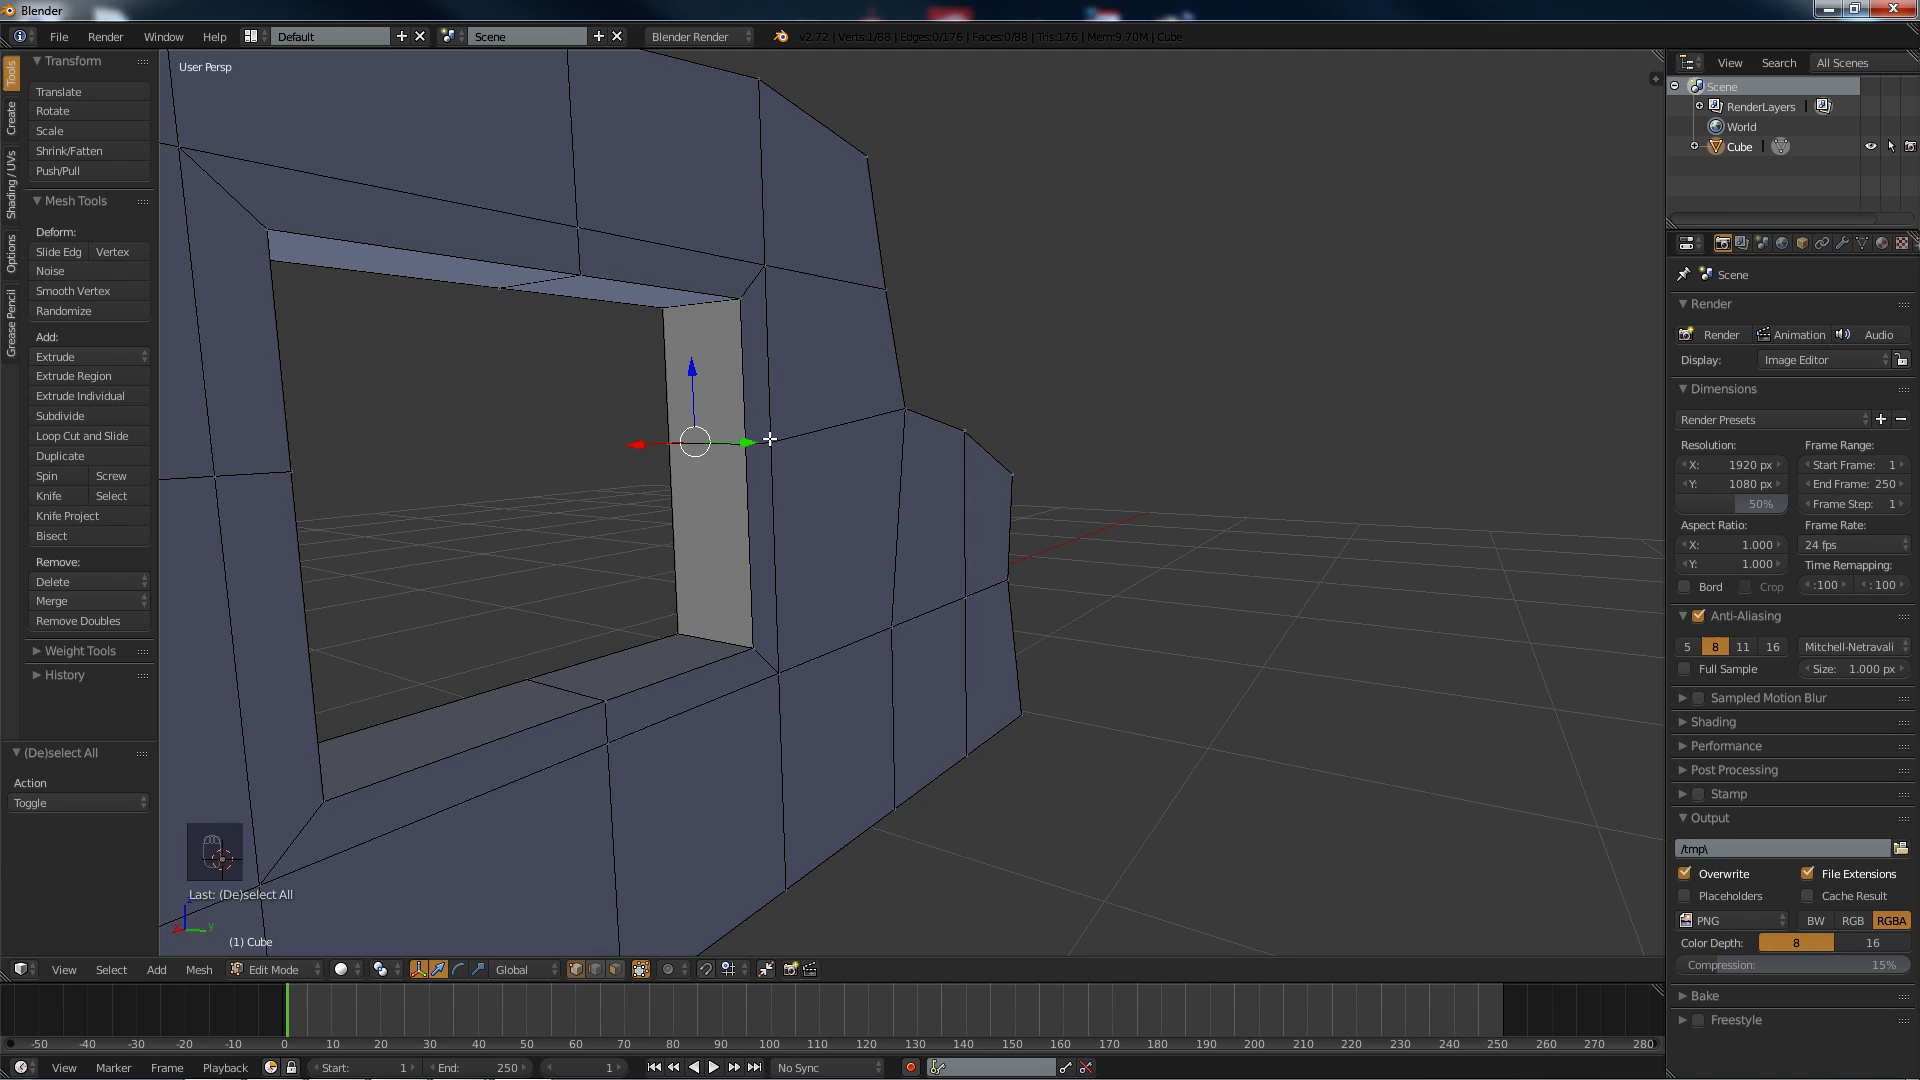 Blender
File Render Window Help Default Scene Blender Render v2.72 | Verts:1/88 | Edges:0/176 | Faces:0/88 | Tris:176 | Mem:9.70M | Cube
Tools
Create
Shading / UVs
Options
Grease Pencil
Transform
Translate
Rotate
Scale
Shrink/Fatten
Push/Pull
Mesh Tools
Deform:
Slide Edg Vertex
Noise
Smooth Vertex
Randomize
Add:
Extrude
Extrude Region
Extrude Individual
Subdivide
Loop Cut and Slide
Duplicate
Spin Screw
Knife Select
Knife Project
Bisect
Remove:
Delete
Merge
Remove Doubles
Weight Tools
History
(De)select All
Action
Toggle
User Persp
Last: (De)select All
y
(1) Cube
View Select Add Mesh Edit Mode Global
-50 -40 -30 -20 -10 0 10 20 30 40 50 60 70 80 90 100 110 120 130 140 150 160 170 180 190 200 210 220 230 240 250 260 270 280
View Marker Frame Playback Start: 1 End: 250 1 No Sync
View Search All Scenes
Scene
RenderLayers |
World
Cube |
Scene
Render
Render Animation Audio
Display: Image Editor
Dimensions
Render Presets
Resolution: Frame Range:
X: 1920 px Start Frame: 1
Y: 1080 px End Frame: 250
50% Frame Step: 1
Aspect Ratio: Frame Rate:
X: 1.000 24 fps
Y: 1.000 Time Remapping:
Bord Crop :100 : 100
Anti-Aliasing
5 8 11 16 Mitchell-Netravali
Full Sample Size: 1.000 px
Sampled Motion Blur
Shading
Performance
Post Processing
Stamp
Output
/tmp\
Overwrite File Extensions
Placeholders Cache Result
PNG BW RGB RGBA
Color Depth: 8 16
Compression: 15%
Bake
Freestyle